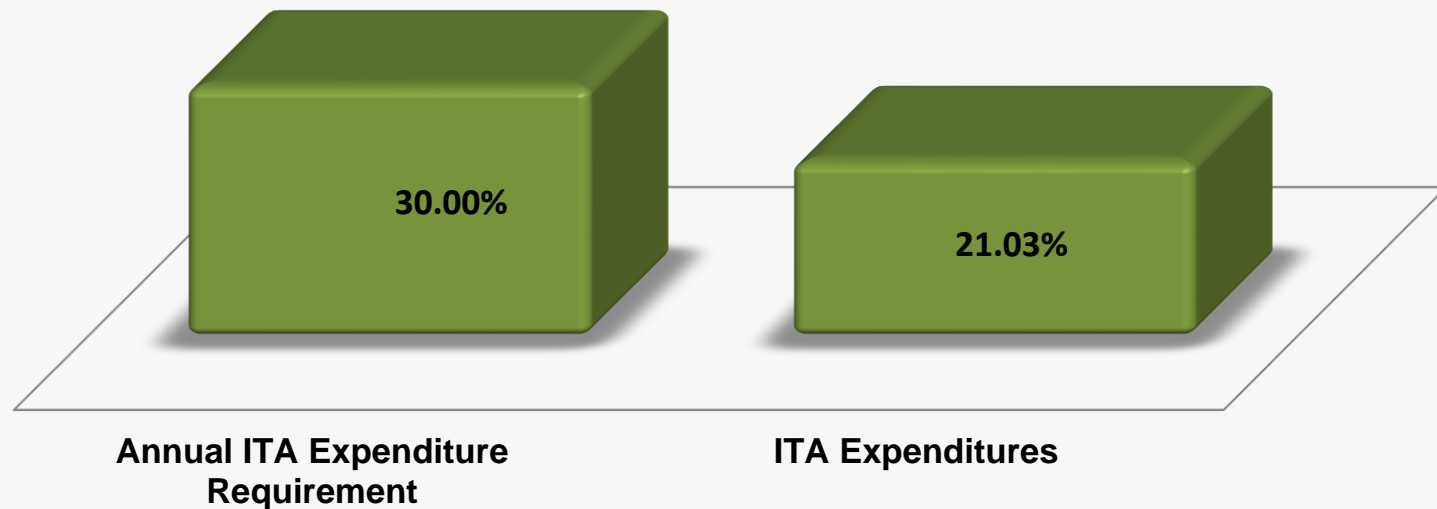 30.00%
21.03%
Annual ITA Expenditure
Requirement
ITA Expenditures